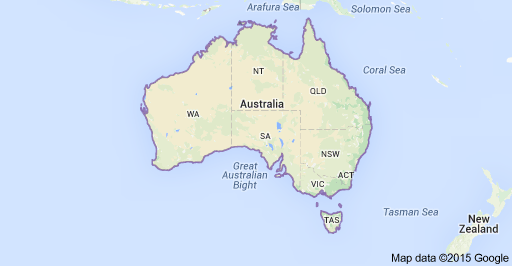 Arafura Sea
Solomon Sea
Coral Sea
NT
QLD
Australia
WA
SA
NSW
Great
Australian
Bight
ACT
VIC
TAS
Tasman Sea
New
Zealand
Map data ©2015 Google